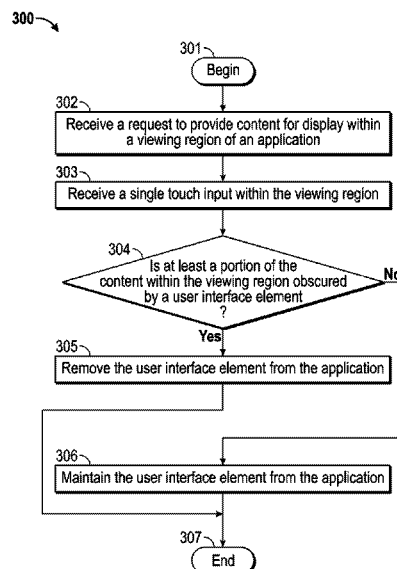 300
301
Begin
302
Receive a request to provide content for display within
a viewing region of an application
303
Receive a single touch input within the viewing region
304
Is at least a portion of the
content within the viewing region obscured
by a user interface element
?
No
Yes
305
Remove the user interface element from the application
306
Maintain the user interface element from the application
307
End